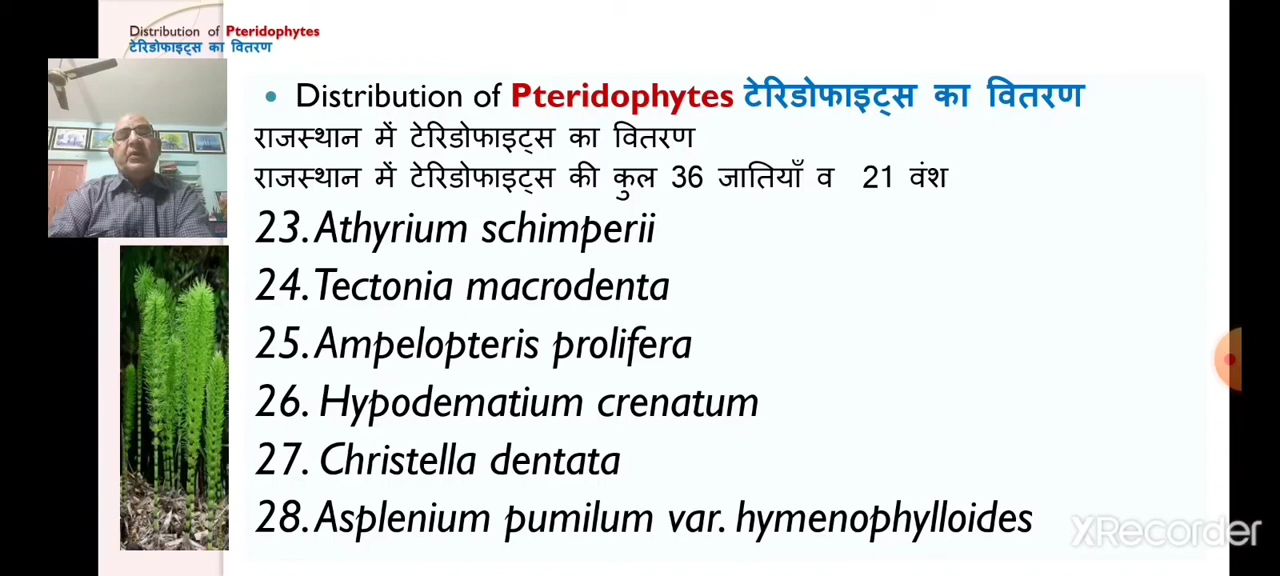 Distribution of Pteridophytes
टेरिडोफाइट्स का वितरण
• Distribution of Pteridophytes टेरिडोफाइट्स का वितरण
राजस्थान में टेरिडोफाइट्स का वितरण
राजस्थान में टेरिडोफाइट्स की कुल 36 जातियाँ व 21 वंश
23. Athyrium schimperii
24. Tectonia macrodenta
25. Ampelopteris prolifera
26. Hypodematium crenatum
27. Christella dentata
28. Asplenium pumilum var. hymenophylloides
XRecorder